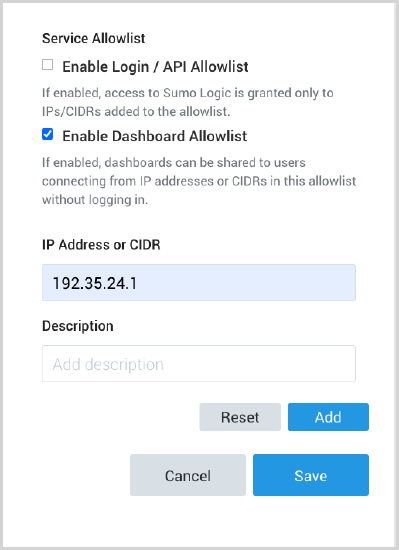 Service Allowlist
Enable Login / API Allowlist
If enabled, access to Sumo Logic is granted only to
IPs/CIDRs added to the allowlist.
Enable Dashboard Allowlist
If enabled, dashboards can be shared to users
connecting from IP addresses or CIDRs in this allowlist
without logging in.
IP Address or CIDR
192.35.24.1
Description
Add description
Reset Add
Cancel Save